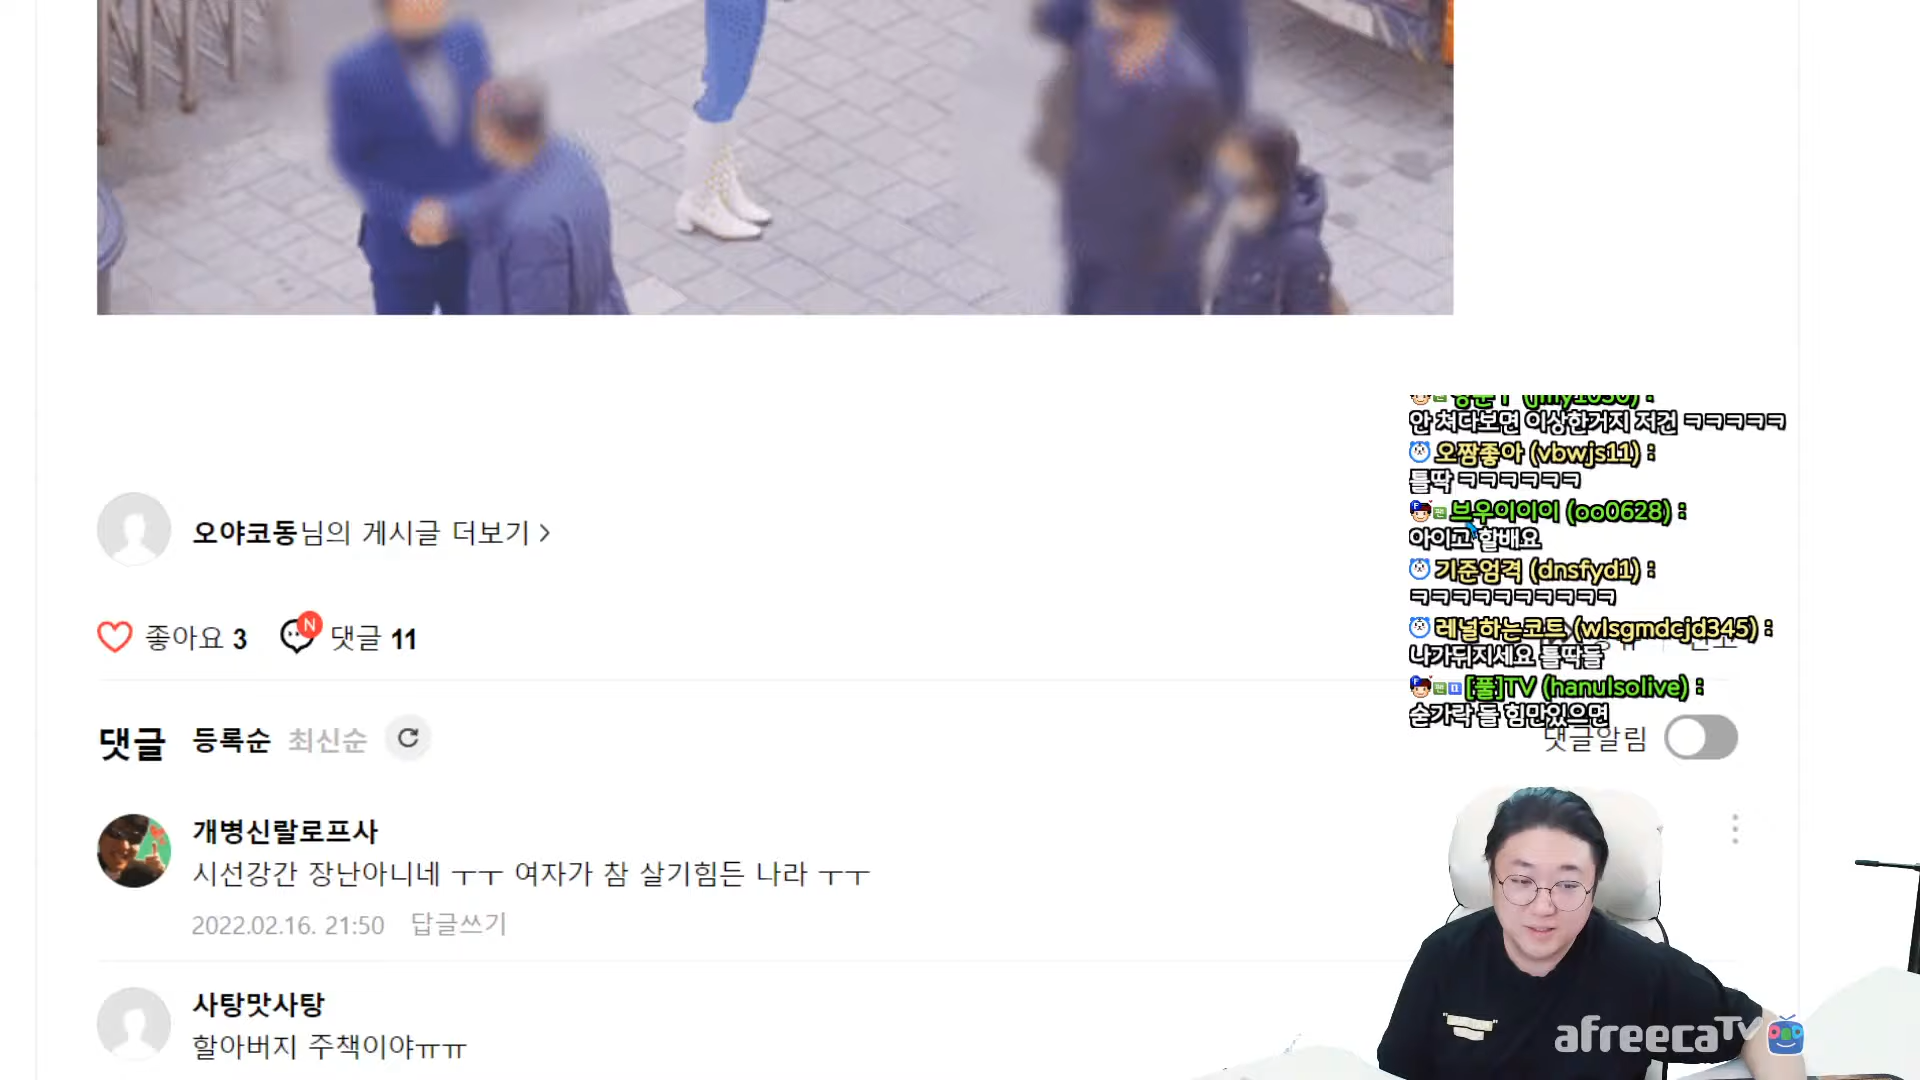 안 쳐다보면 이상한거지 저건 ㅋㅋㅋㅋㅋ
오짬좋아 (vbwjs11) :
틀딱 ㅋㅋㅋㅋㅋㅋ
브우이이이 (oo0628) :
아이고 할배요
기준엄격 (dnsfyd1) :
ㅋㅋㅋㅋㅋㅋㅋㅋㅋㅋ
레널하는코트 (wlsgmdcjd345) :
나가뒤지세요 틀딱들
[풀]TV (hanulsolive) :
숟가락 들 힘만있으면
오야코동님의 게시글 더보기 >
좋아요 3 N 댓글 11
댓글 등록순 최신순
댓글알림
개병신랄로프사
시선강간 장난아니네 ㅜㅜ 여자가 참 살기힘든 나라 ㅜㅜ
2022.02.16. 21:50 답글쓰기
사탕맛사탕
할아버지 주책이야ㅠㅠ
afreecaTV